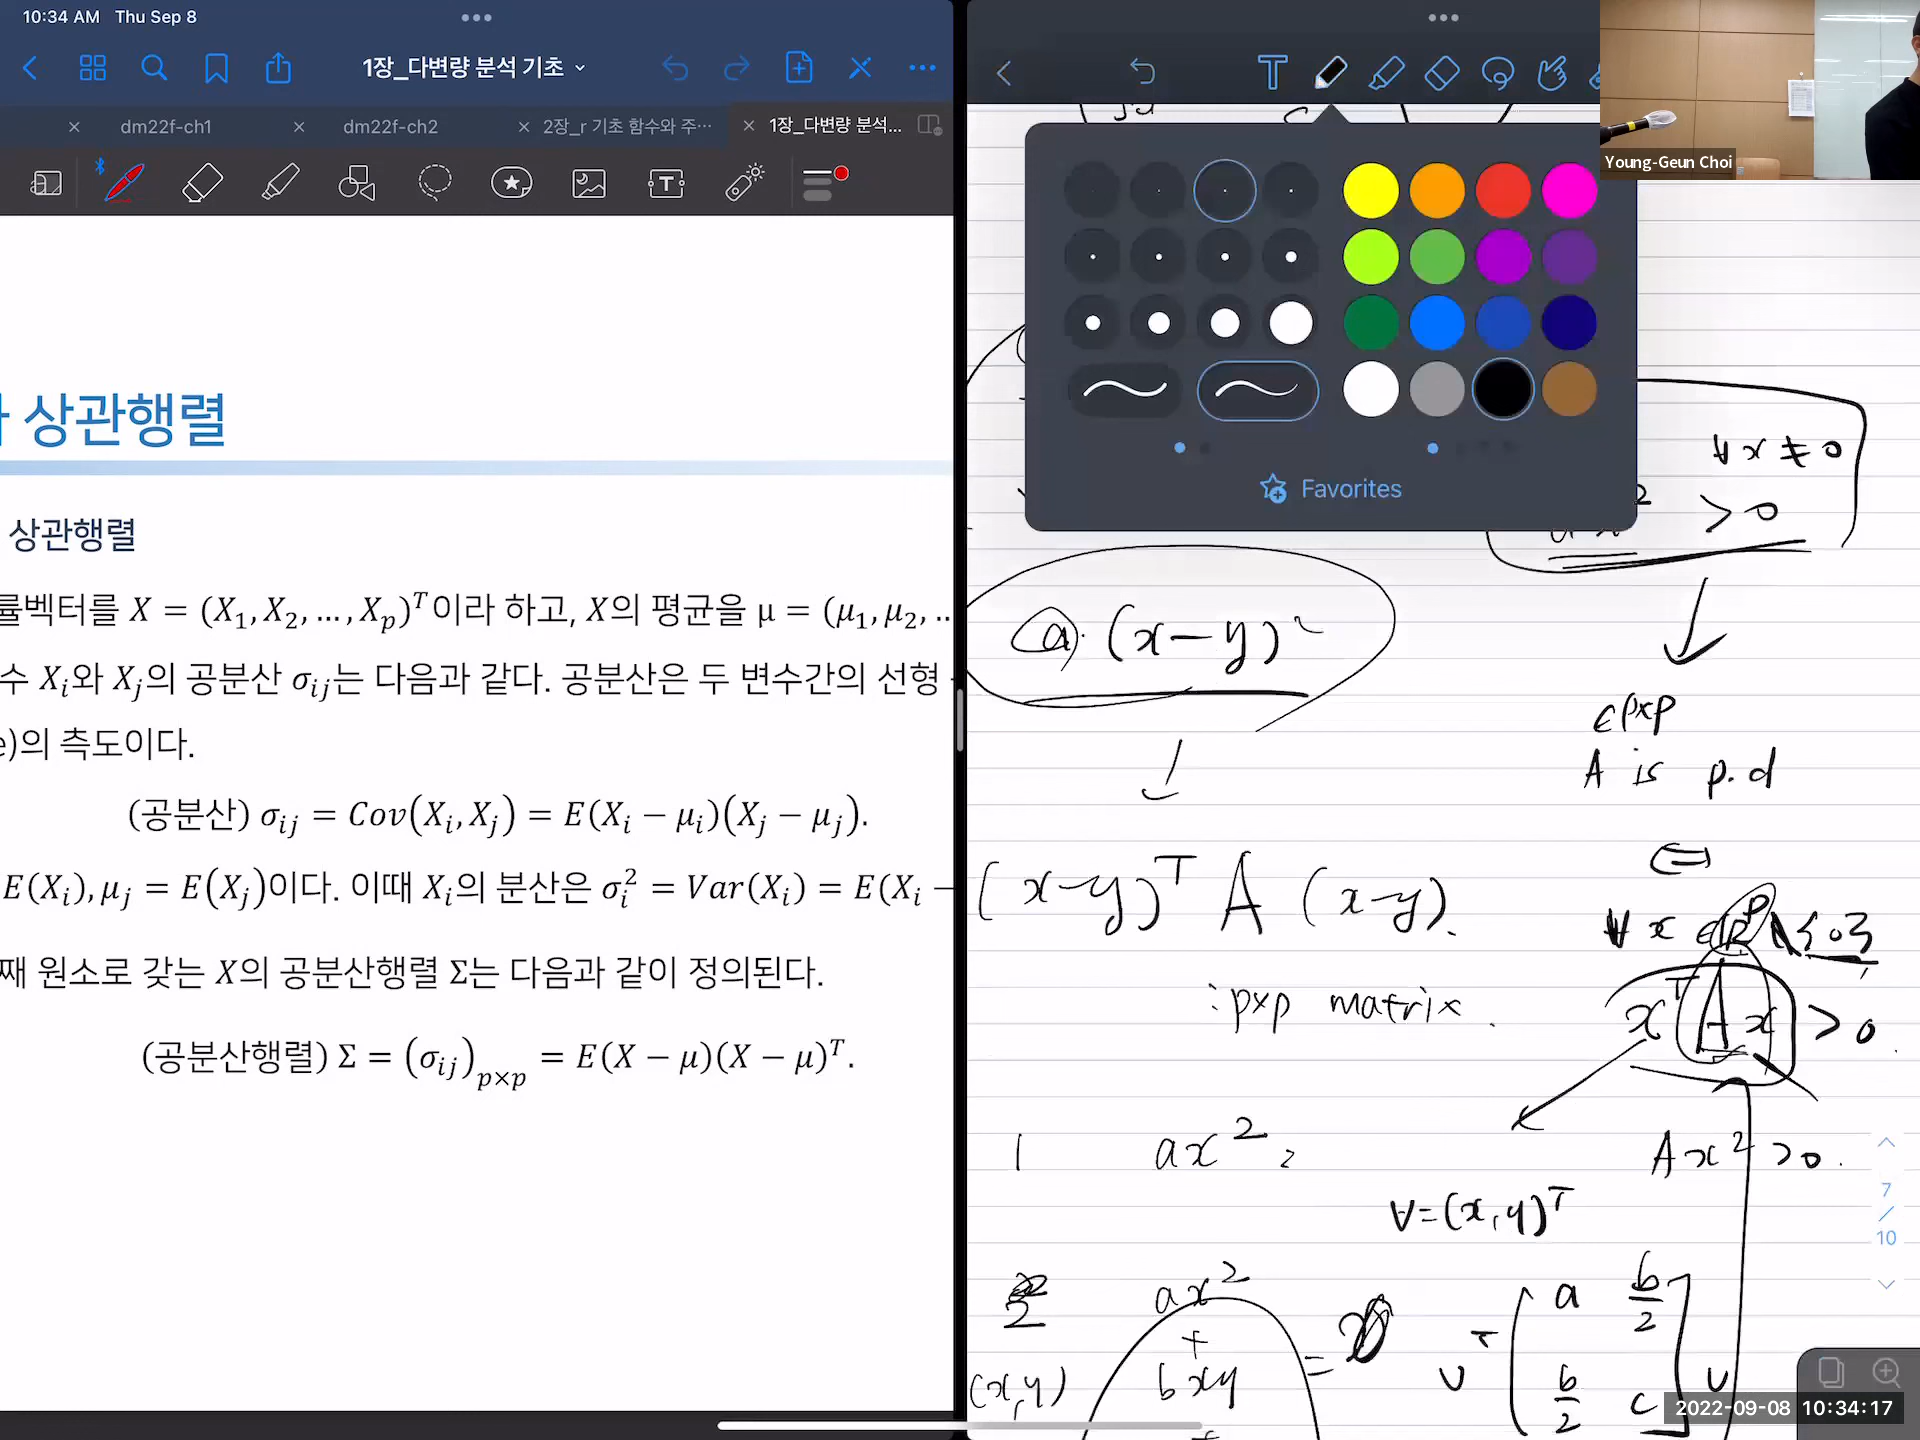 10:34 AM Thu Sep 8
1장_다변량 분석 기초
dm22f-ch1
dm22f-ch2
2장_r 기초 함수와 주…
1장_다변량 분석…
상관행렬
상관행렬
률벡터를 X = (X₁, X₂, …, Xₚ)ᵀ이라 하고, X의 평균을 μ = (μ₁, μ₂, ..
수 Xᵢ와 Xⱼ의 공분산 σᵢⱼ는 다음과 같다. 공분산은 두 변수간의 선형
e)의 측도이다.
(공분산) σᵢⱼ = Cov(Xᵢ, Xⱼ) = E(Xᵢ − μᵢ)(Xⱼ − μⱼ).
E(Xᵢ), μⱼ = E(Xⱼ)이다. 이때 Xᵢ의 분산은 σᵢ² = Var(Xᵢ) = E(Xᵢ −
째 원소로 갖는 X의 공분산행렬 Σ는 다음과 같이 정의된다.
(공분산행렬) Σ = (σᵢⱼ)ₚ×ₚ = E(X − μ)(X − μ)ᵀ.
T
Favorites
Young-Geun Choi
∀x ≠ 0
> 0
a·(x−y)²
∈ p×p
A is p.d
⇔
(x−y)ᵀ A (x−y).
∀x ∈ ℝᵖ \ {0}
: p×p matrix.
xᵀAx > 0
1 ax²
Ax² > 0.
v = (x, y)ᵀ
2 ax²
+
(x, y) bxy =
vᵀ [ a b/2
b/2 c ] v
7
/
10
2022-09-08 10:34:17